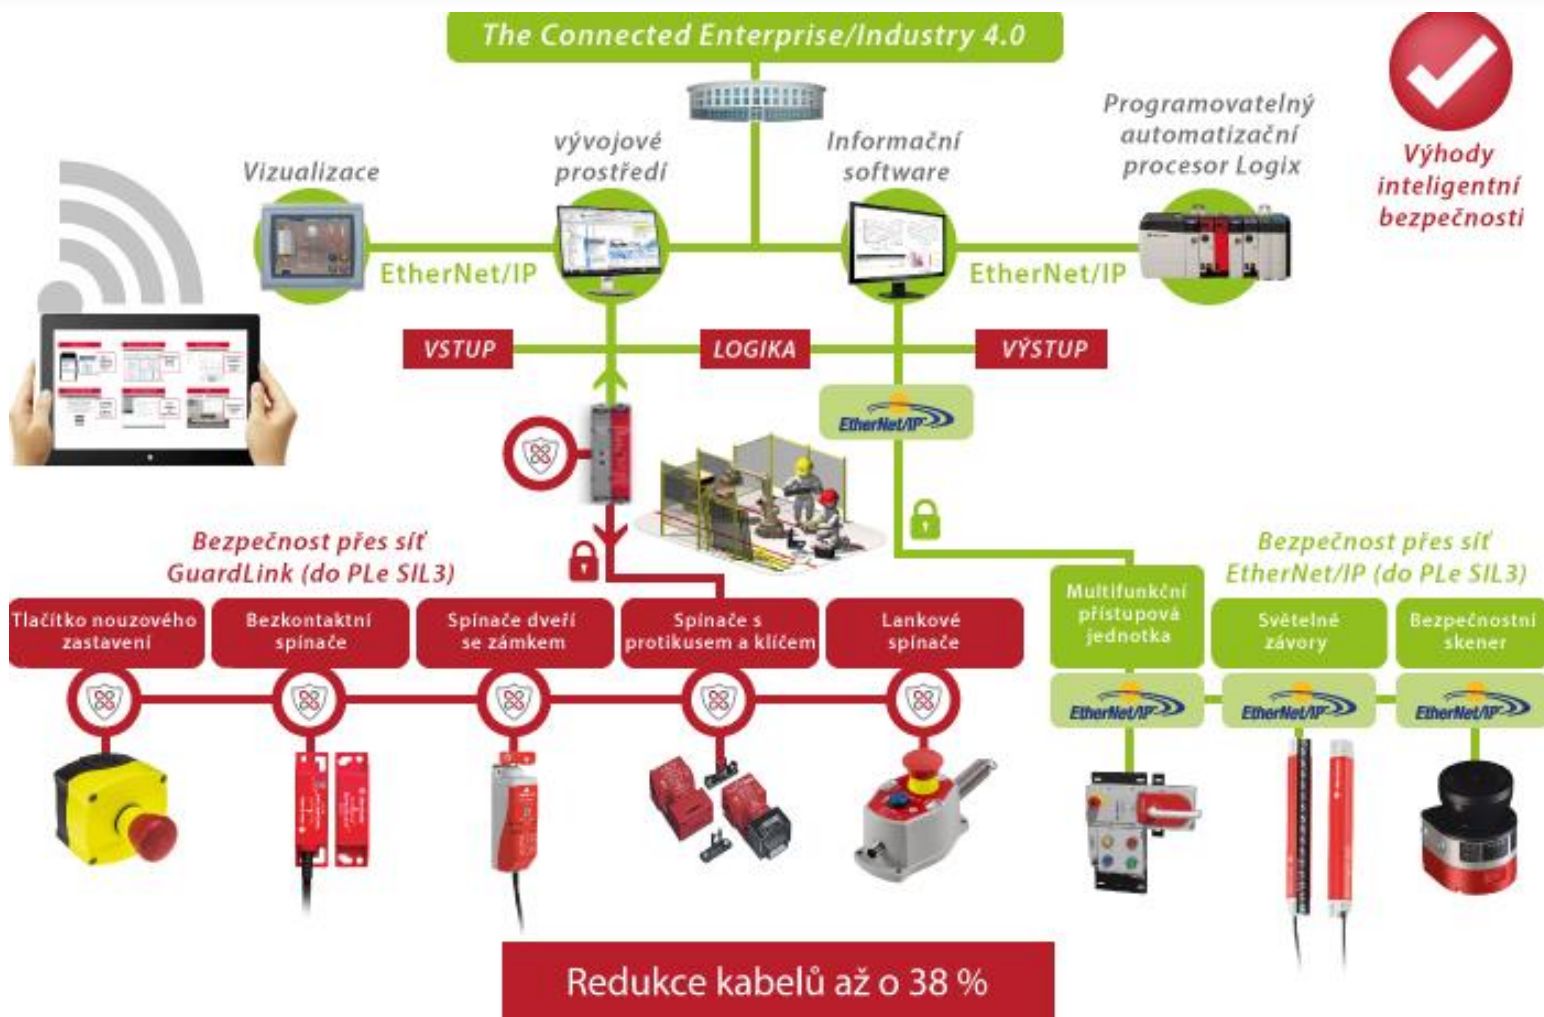 The Connected Enterprise/Industry 4.0
Vizualizace
vývojové
prostředí
Informační
software
Programovatelný
automatizační
procesor Logix
Výhody
inteligentní
bezpečnosti
EtherNet/IP
EtherNet/IP
VSTUP
LOGIKA
VÝSTUP
EtherNet/IP
Bezpečnost přes síť
GuardLink (do PLe SIL3)
Bezpečnost přes síť
EtherNet/IP (do PLe SIL3)
Tlačítko nouzového
zastavení
Bezkontaktní
spínače
Spínače dveří
se zámkem
Spínače s
protikusem a klíčem
Lankové
spínače
Multifunkční
přístupová
jednotka
Světelné
závory
Bezpečnostní
skener
EtherNet/IP
EtherNet/IP
EtherNet/IP
Redukce kabelů až o 38 %